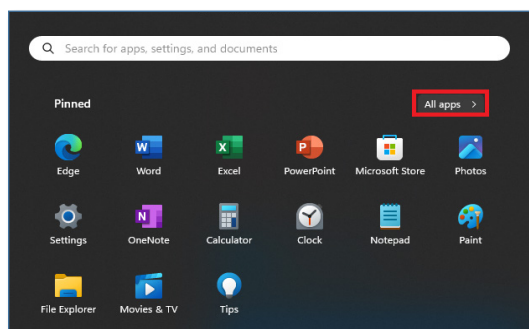 Search for apps, settings, and documents
Pinned
All apps >
Edge
Word
Excel
PowerPoint
Microsoft Store
Photos
Settings
OneNote
Calculator
Clock
Notepad
Paint
File Explorer
Movies & TV
Tips